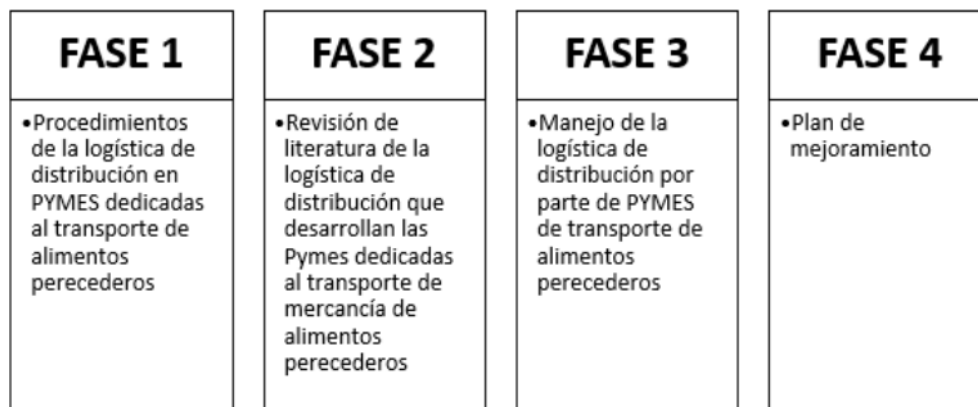 FASE 1
•Procedimientos
de la logística de
distribución en
PYMES dedicadas
al transporte de
alimentos
perecederos
FASE 2
•Revisión de
literatura de la
logística de
distribución que
desarrollan las
Pymes dedicadas
al transporte de
mercancía de
alimentos
perecederos
FASE 3
•Manejo de la
logística de
distribución por
parte de PYMES
de transporte de
alimentos
perecederos
FASE 4
•Plan de
mejoramiento